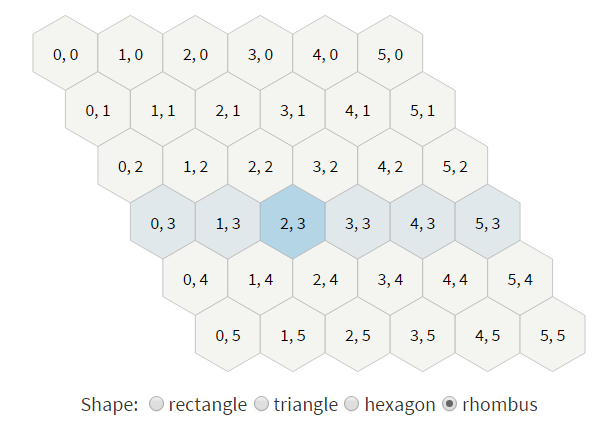 0, 0 1, 0 2, 0 3, 0 4, 0 5, 0
0, 1 1, 1 2, 1 3, 1 4, 1 5, 1
0, 2 1, 2 2, 2 3, 2 4, 2 5, 2
0, 3 1, 3 2, 3 3, 3 4, 3 5, 3
0, 4 1, 4 2, 4 3, 4 4, 4 5, 4
0, 5 1, 5 2, 5 3, 5 4, 5 5, 5
Shape: rectangle triangle hexagon rhombus